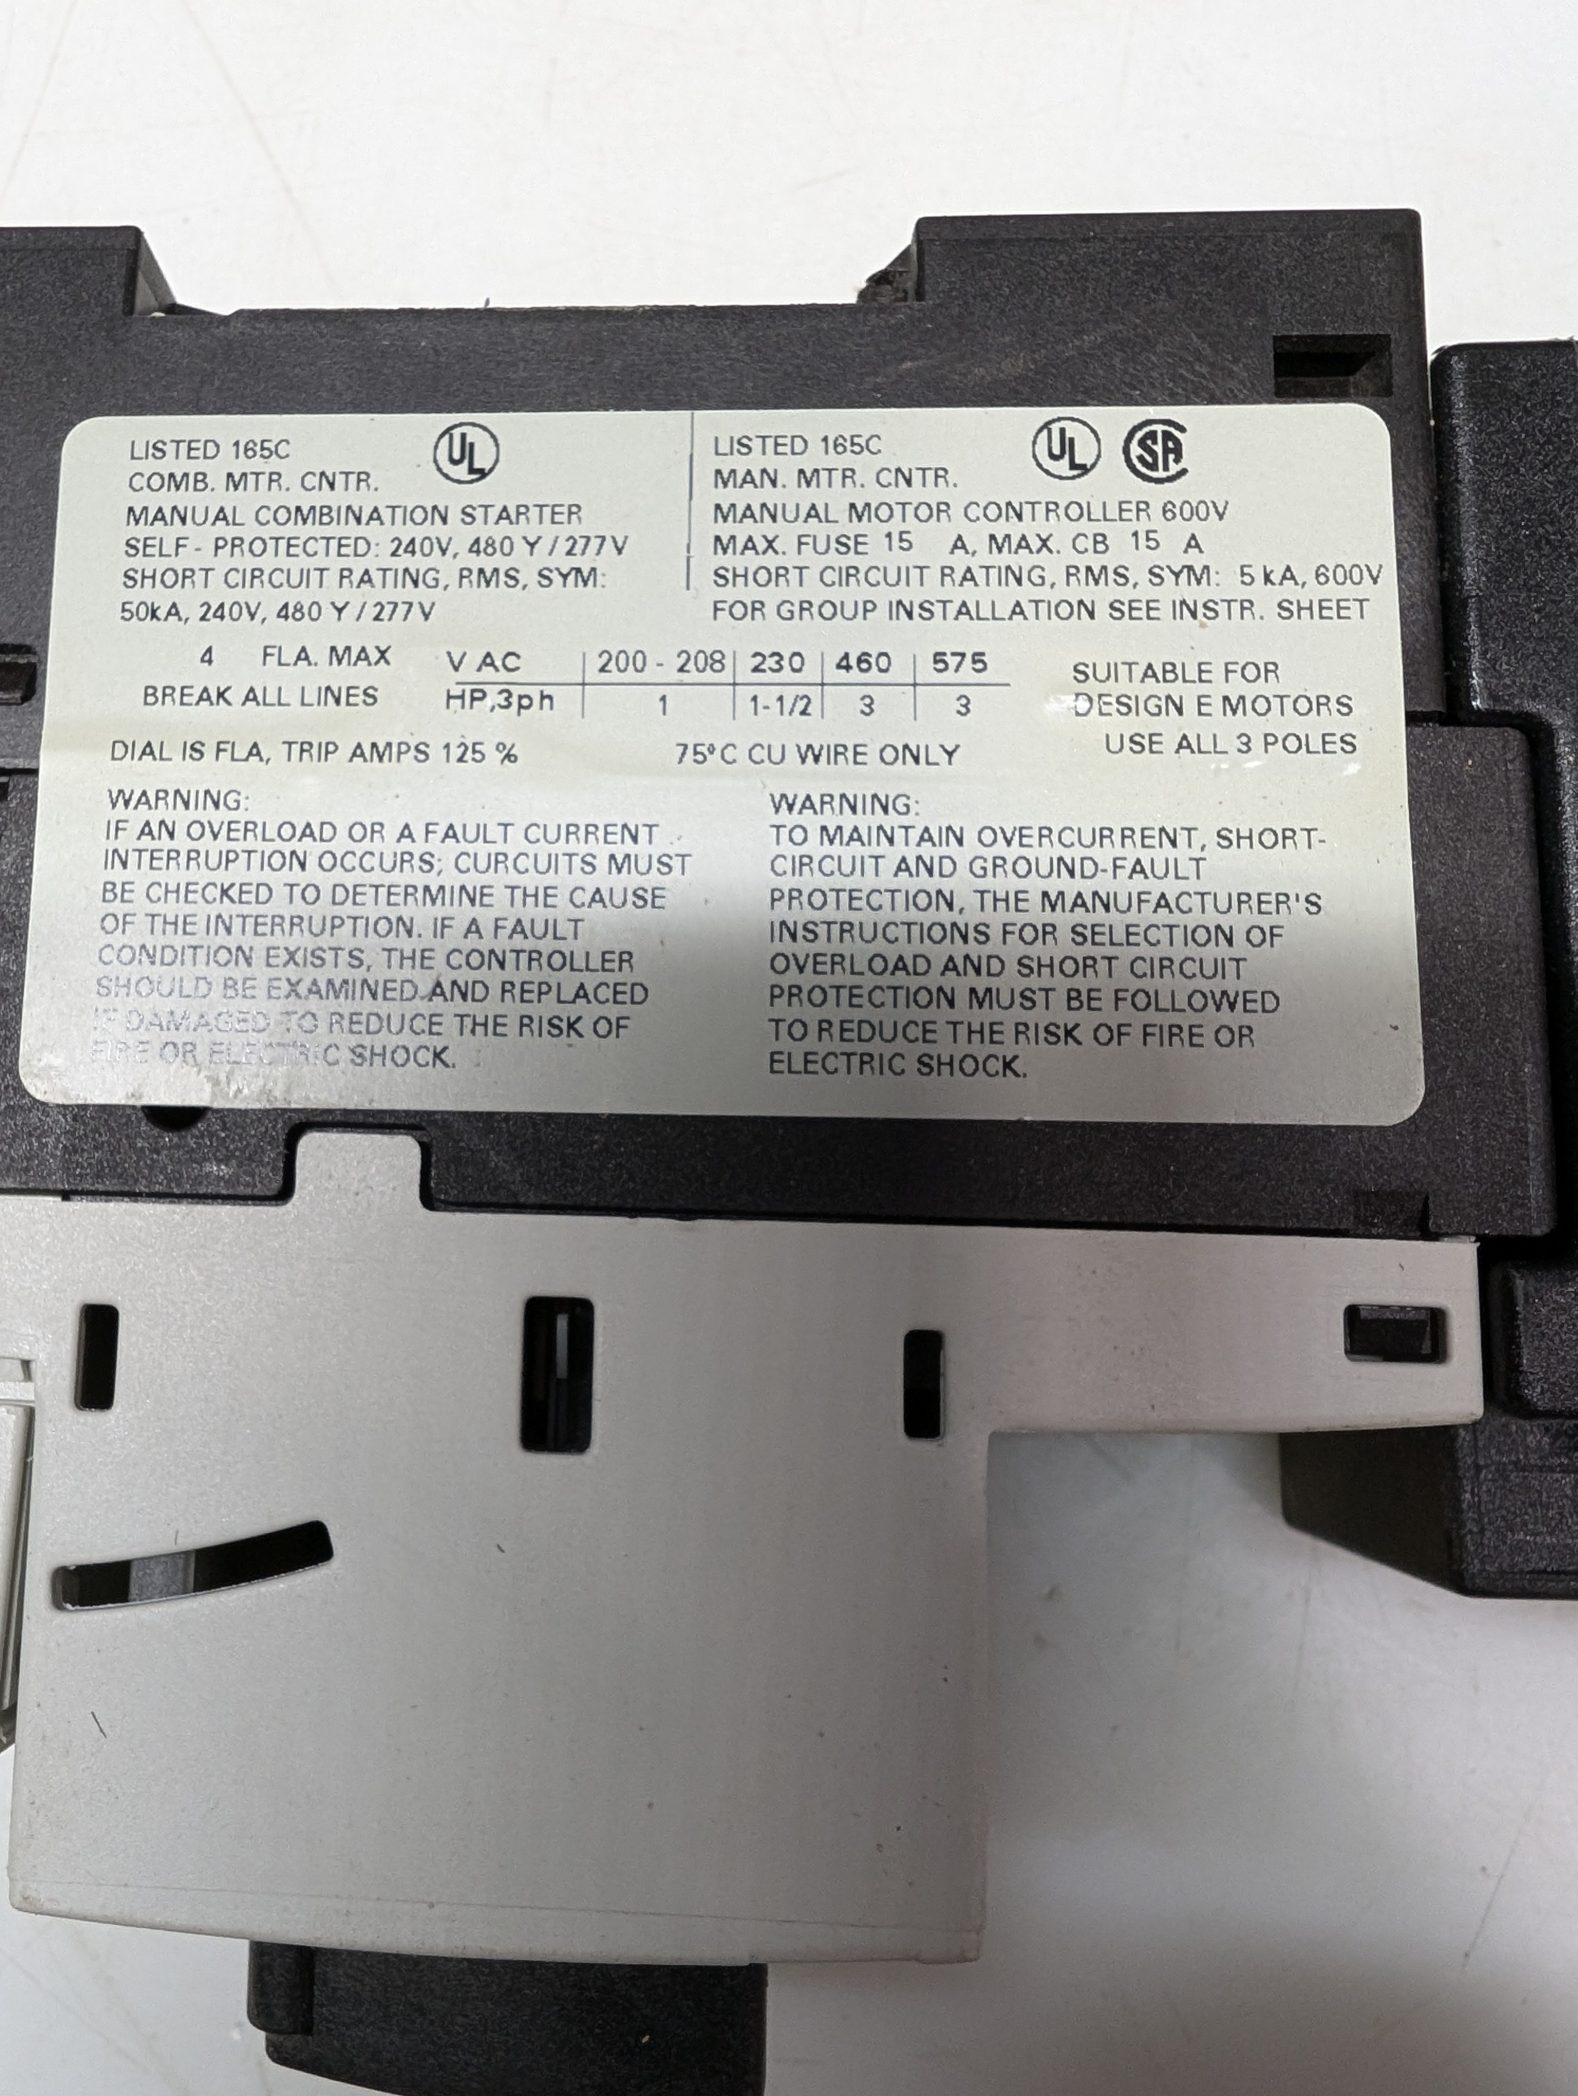 LISTED 165C UL
COMB. MTR. CNTR.
MANUAL COMBINATION STARTER
SELF - PROTECTED: 240V, 480 Y / 277V
SHORT CIRCUIT RATING, RMS, SYM:
50kA, 240V, 480 Y / 277V
LISTED 165C UL SA
MAN. MTR. CNTR.
MANUAL MOTOR CONTROLLER 600V
MAX. FUSE 15 A, MAX. CB 15 A
SHORT CIRCUIT RATING, RMS, SYM: 5 kA, 600V
FOR GROUP INSTALLATION SEE INSTR. SHEET
4 FLA. MAX
BREAK ALL LINES
V AC | 200 - 208 | 230 | 460 | 575
HP,3ph | 1 | 1-1/2 | 3 | 3
SUITABLE FOR
DESIGN E MOTORS
USE ALL 3 POLES
DIAL IS FLA, TRIP AMPS 125 %
75°C CU WIRE ONLY
WARNING:
IF AN OVERLOAD OR A FAULT CURRENT
INTERRUPTION OCCURS; CURCUITS MUST
BE CHECKED TO DETERMINE THE CAUSE
OF THE INTERRUPTION. IF A FAULT
CONDITION EXISTS, THE CONTROLLER
SHOULD BE EXAMINED AND REPLACED
IF DAMAGED TO REDUCE THE RISK OF
FIRE OR ELECTRIC SHOCK.
WARNING:
TO MAINTAIN OVERCURRENT, SHORT-
CIRCUIT AND GROUND-FAULT
PROTECTION, THE MANUFACTURER'S
INSTRUCTIONS FOR SELECTION OF
OVERLOAD AND SHORT CIRCUIT
PROTECTION MUST BE FOLLOWED
TO REDUCE THE RISK OF FIRE OR
ELECTRIC SHOCK.